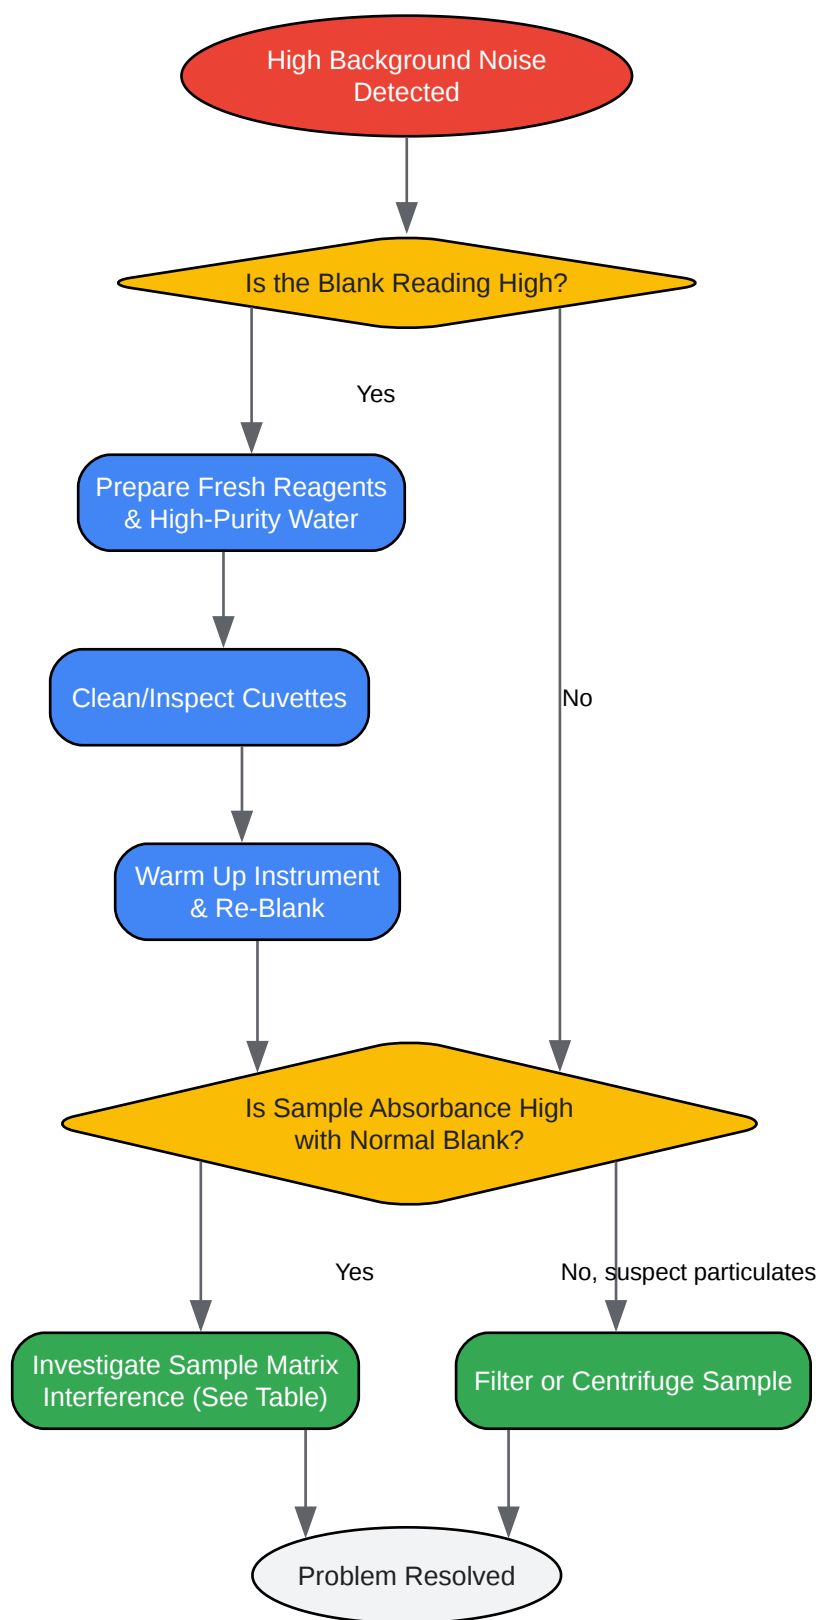 High Background Noise
Detected
Is the Blank Reading High?
Yes
Prepare Fresh Reagents
& High-Purity Water
Clean/Inspect Cuvettes
No
Warm Up Instrument
& Re-Blank
Is Sample Absorbance High
with Normal Blank?
Yes
No, suspect particulates
Investigate Sample Matrix
Interference (See Table)
Filter or Centrifuge Sample
Problem Resolved